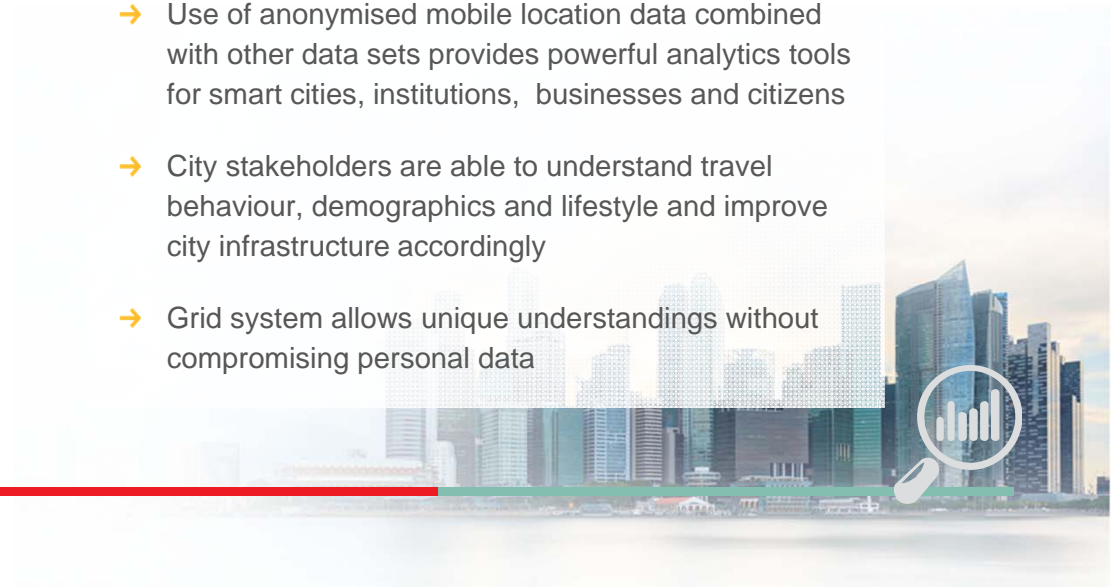 Use of anonymised mobile location data combined
with other data sets provides powerful analytics tools
for smart cities, institutions, businesses and citizens
City stakeholders are able to understand travel
behaviour, demographics and lifestyle and improve
city infrastructure accordingly
Grid system allows unique understandings without
compromising personal data